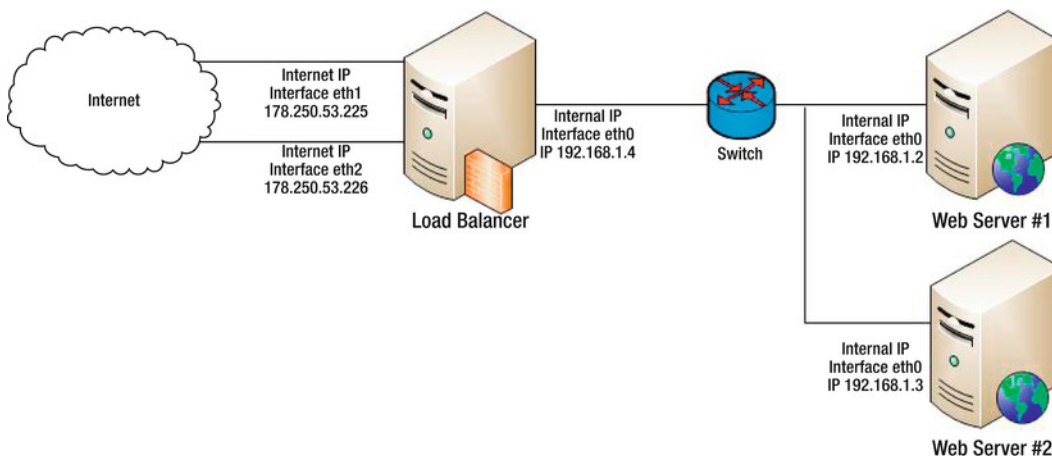 Internet
Internet IP
Interface eth1
178.250.53.225
Internet IP
Interface eth2
178.250.53.226
Load Balancer
Internal IP
Interface eth0
IP 192.168.1.4
Switch
Internal IP
Interface eth0
IP 192.168.1.2
Web Server #1
Internal IP
Interface eth0
IP 192.168.1.3
Web Server #2